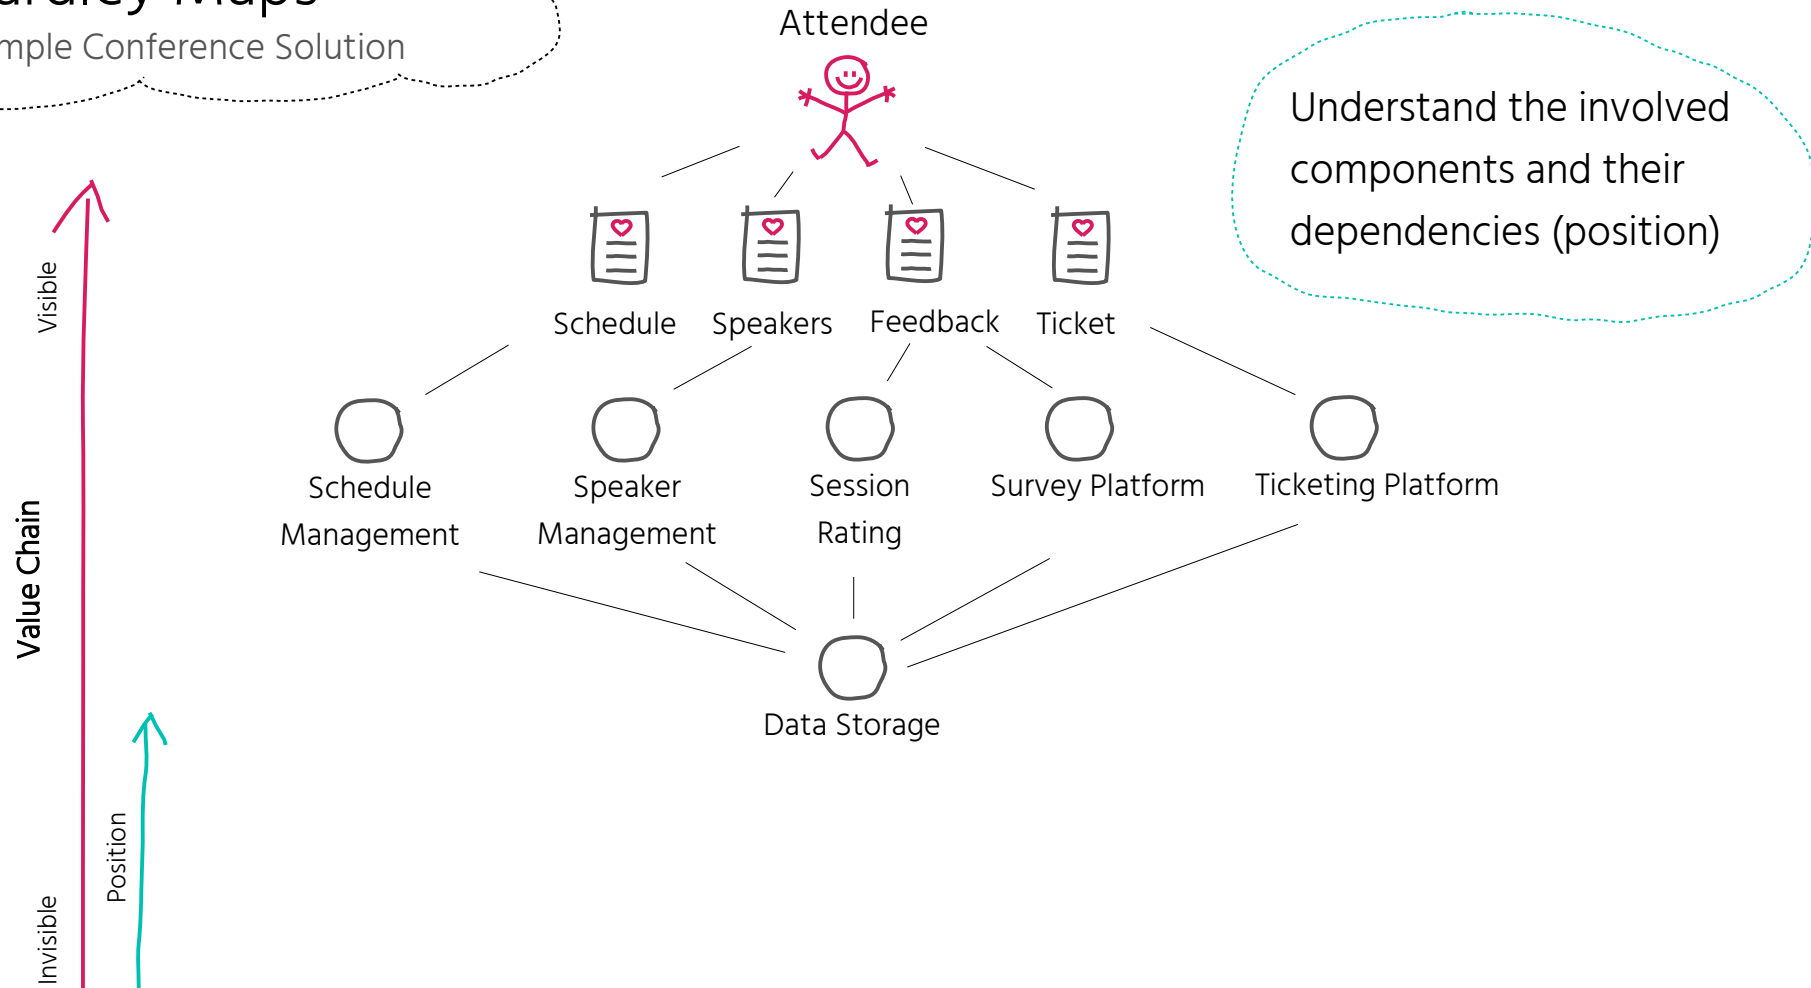 Maps
Conference Solution
Attendee
Understand the involved
components and their
dependencies (position)
Visible
Schedule
Speakers
Feedback
Ticket
Schedule
Management
Speaker
Management
Session
Rating
Survey Platform
Ticketing Platform
Value Chain
Data Storage
Position
Invisible